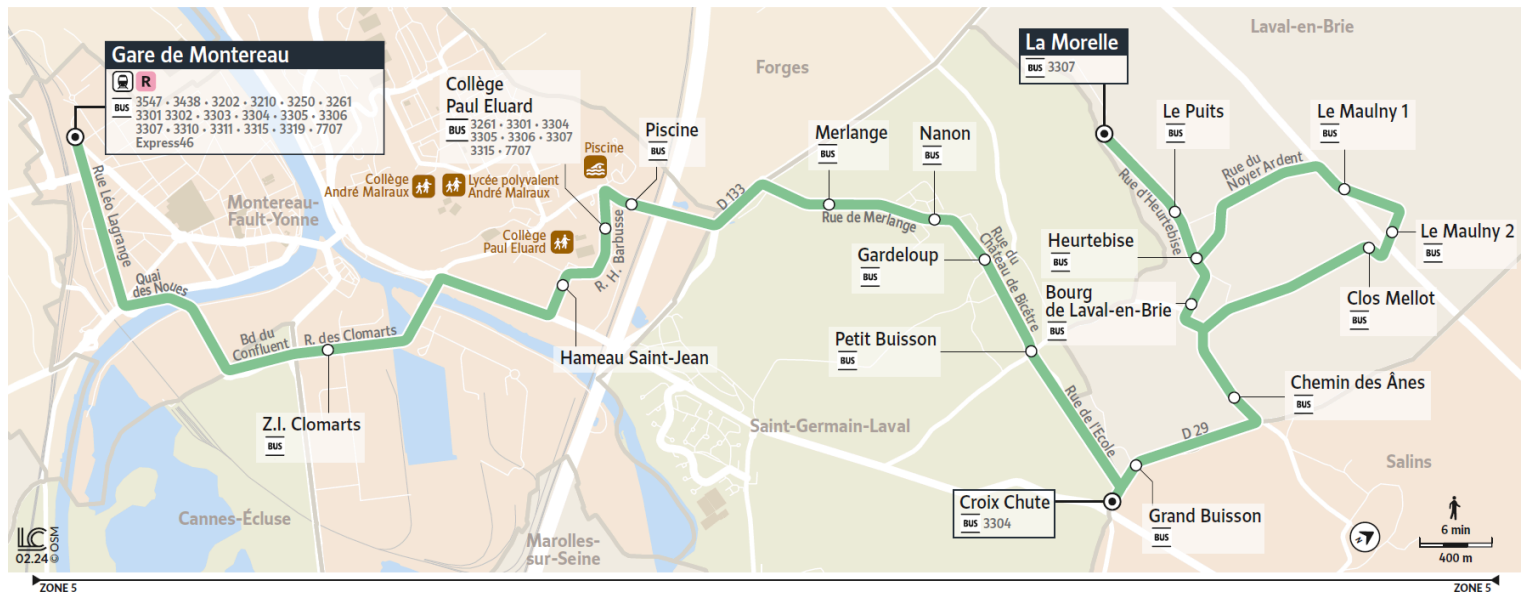 Gare de Montereau
R
BUS 3547 • 3438 • 3202 • 3210 • 3250 • 3261
3301 3302 • 3303 • 3304 • 3305 • 3306
3307 • 3310 • 3311 • 3315 • 3319 • 7707
Express46
Rue Léo Lagrange
Quai
des Noues
Montereau-
Fault-Yonne
Bd du
Confluent
R. des Clomarts
Z.I. Clomarts
BUS
Cannes-Écluse
Collège
André Malraux
Lycée polyvalent
André Malraux
Collège
Paul Eluard
Collège
Paul Eluard
BUS 3261 • 3301 • 3304
3305 • 3306 • 3307
3315 • 7707
Piscine
Piscine
BUS
R. H. Barbusse
Hameau Saint-Jean
Marolles-
sur-Seine
Forges
D 133
Merlange
BUS
Rue de Merlange
Nanon
BUS
Gardeloup
BUS
Rue du
Château de Bicêtre
Petit Buisson
BUS
Saint-Germain-Laval
Rue de l'Ecole
Croix Chute
BUS 3304
Grand Buisson
BUS
D 29
La Morelle
BUS 3307
Le Puits
BUS
Rue d'Heurtebise
Heurtebise
BUS
Bourg
de Laval-en-Brie
BUS
Laval-en-Brie
Rue du
Noyer Ardent
Le Maulny 1
BUS
Le Maulny 2
BUS
Clos Mellot
BUS
Chemin des Ânes
BUS
Salins
6 min
400 m
LC
02.24 © OSM
ZONE 5
ZONE 5